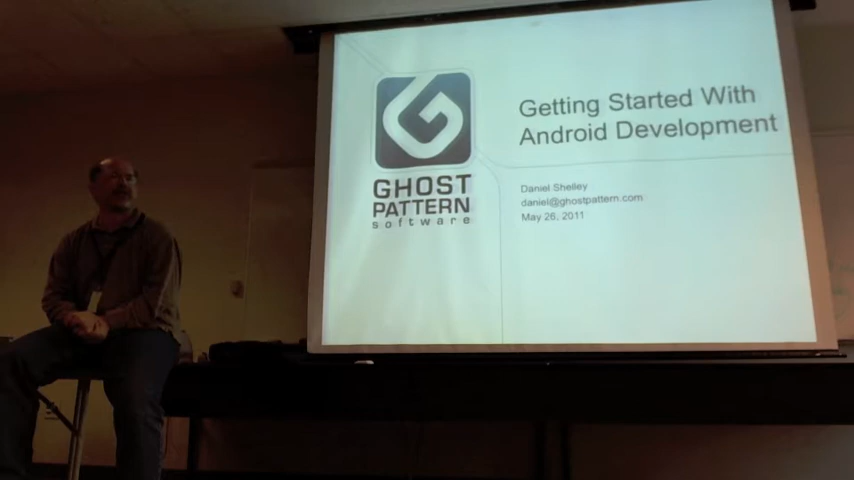 Getting Started With
Android Development
GHOST
PATTERN
software
Daniel Shelley
daniel@ghostpattern.com
May 26, 2011